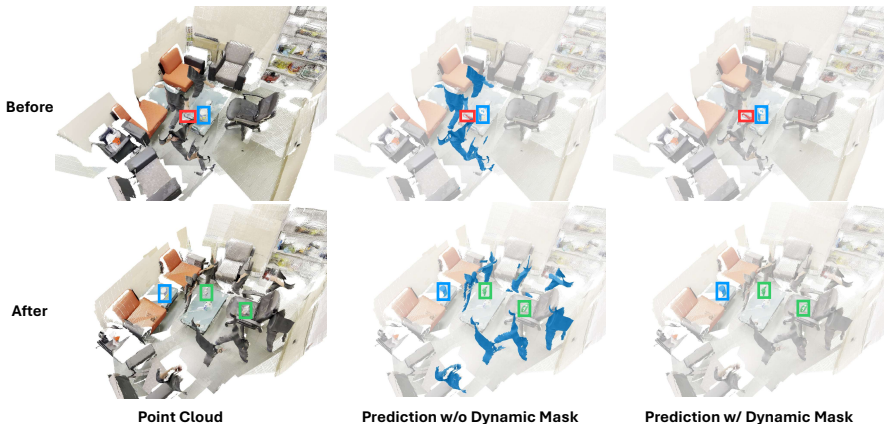 Before
After
Point Cloud
Prediction w/o Dynamic Mask
Prediction w/ Dynamic Mask